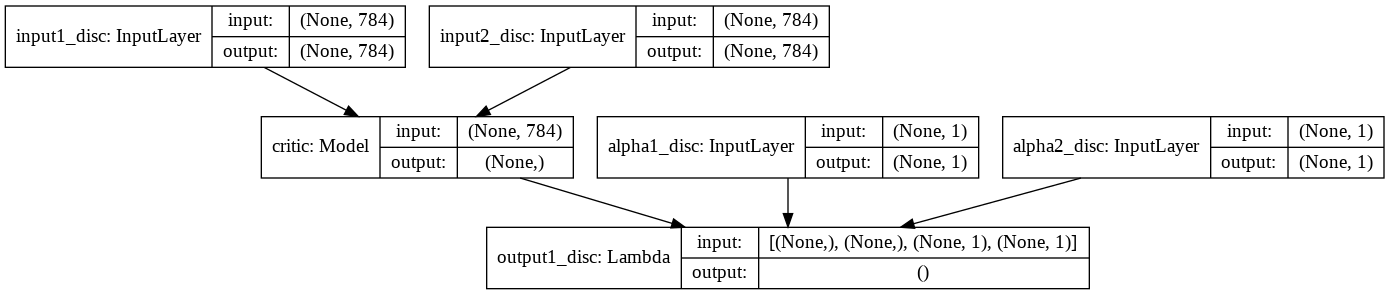 input1_disc: InputLayer
input: (None, 784)
output: (None, 784)
input2_disc: InputLayer
input: (None, 784)
output: (None, 784)
critic: Model
input: (None, 784)
output: (None,)
alpha1_disc: InputLayer
input: (None, 1)
output: (None, 1)
alpha2_disc: InputLayer
input: (None, 1)
output: (None, 1)
output1_disc: Lambda
input: [(None,), (None,), (None, 1), (None, 1)]
output: ()